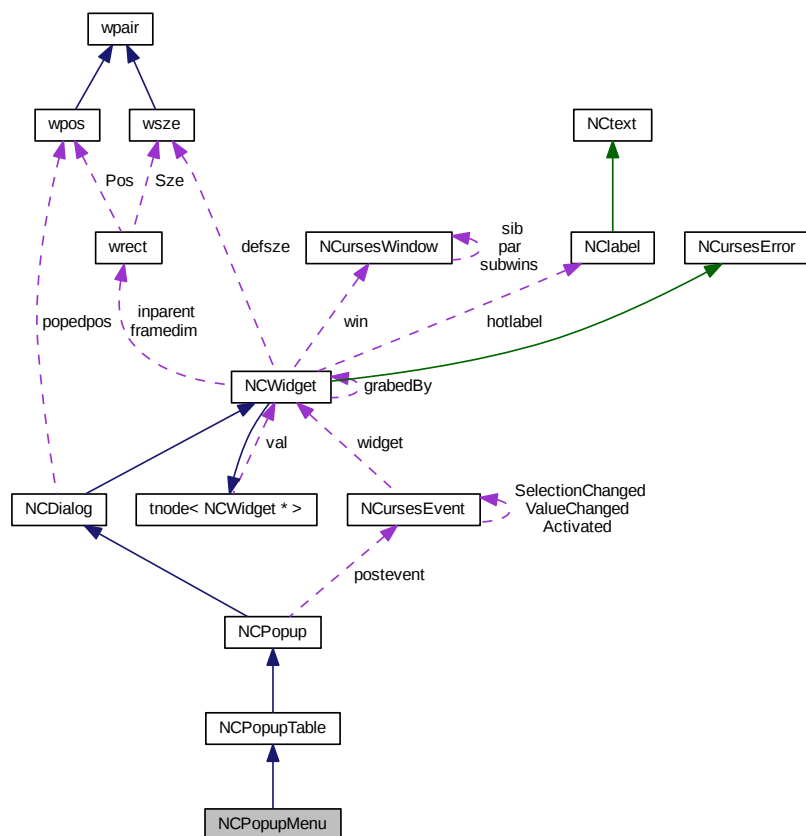 wpair
wpos
wsze
NCtext
Pos
Sze
wrect
defsze
NCursesWindow
sib
par
subwins
NClabel
NCursesError
popedpos
inparent
framedim
win
hotlabel
NCWidget
grabedBy
val
widget
NCDialog
tnode< NCWidget * >
NCursesEvent
SelectionChanged
ValueChanged
Activated
postevent
NCPopup
NCPopupTable
NCPopupMenu